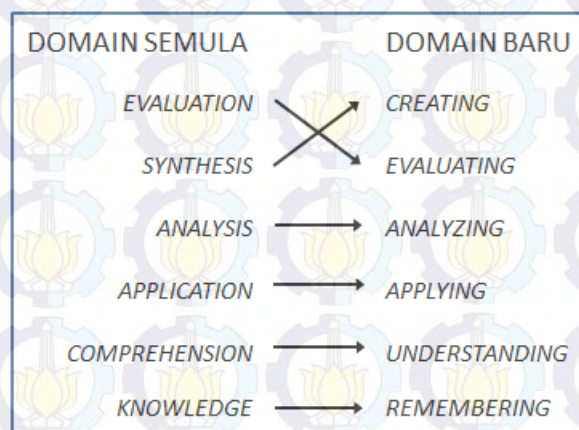 DOMAIN SEMULA DOMAIN BARU
EVALUATION CREATING
SYNTHESIS EVALUATING
ANALYSIS ANALYZING
APPLICATION APPLYING
COMPREHENSION UNDERSTANDING
KNOWLEDGE REMEMBERING